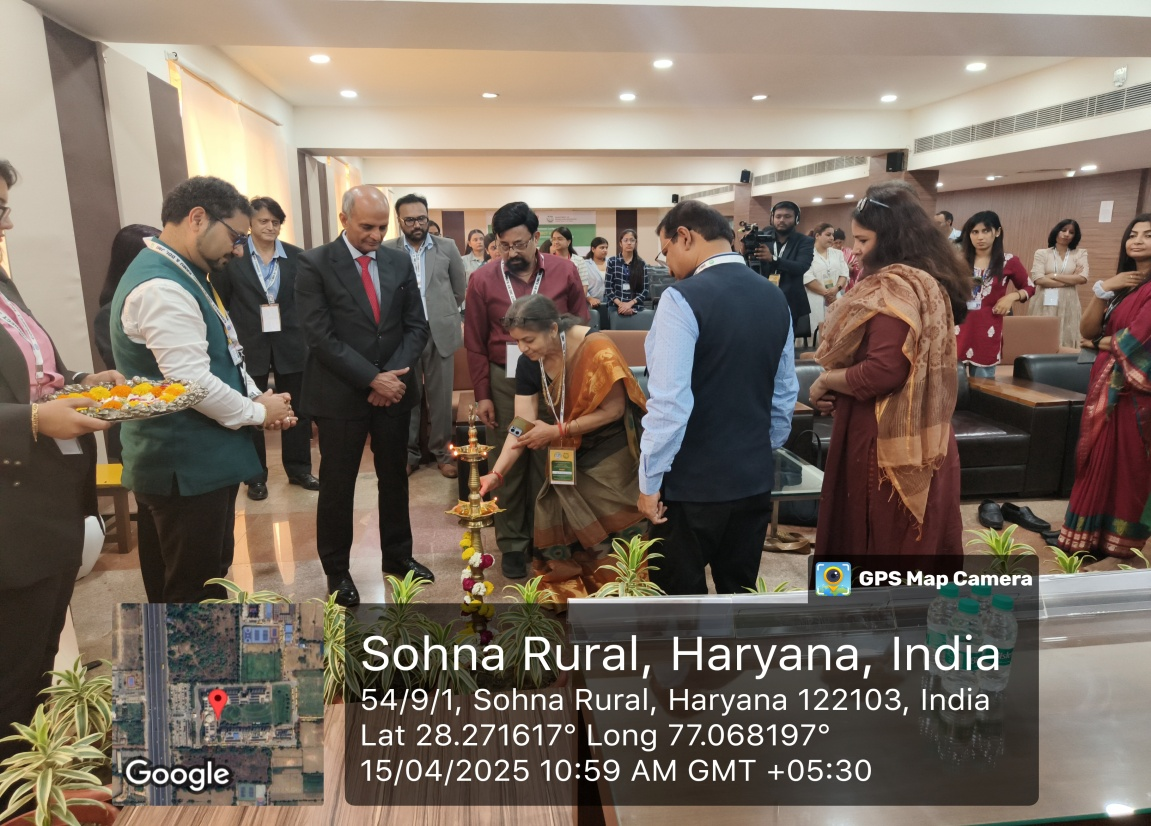 GPS Map Camera
Sohna Rural, Haryana, India
54/9/1, Sohna Rural, Haryana 122103, India
Lat 28.271617° Long 77.068197°
15/04/2025 10:59 AM GMT +05:30
Google